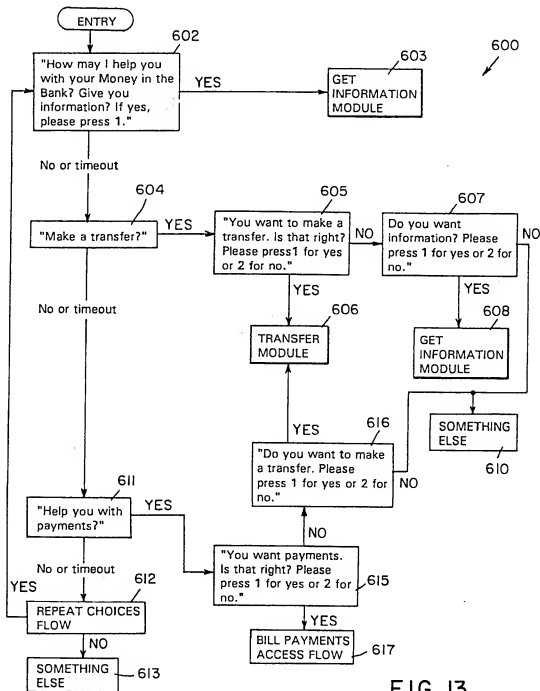 ENTRY
602
"How may I help you
with your Money in the
Bank? Give you
information? If yes,
please press 1."
YES
603
GET
INFORMATION
MODULE
600
No or timeout
604
"Make a transfer?"
YES
605
"You want to make a
transfer. Is that right?
Please press1 for yes
or 2 for no."
NO
607
Do you want
information? Please
press 1 for yes or 2 for
no."
NO
YES
606
TRANSFER
MODULE
YES
608
GET
INFORMATION
MODULE
No or timeout
YES
616
"Do you want to make
a transfer. Please
press 1 for yes or 2 for
no."
NO
SOMETHING
ELSE
610
611
"Help you with
payments?"
YES
NO
"You want payments.
Is that right? Please
press 1 for yes or 2 for
no."
615
No or timeout
YES
612
REPEAT CHOICES
FLOW
YES
BILL PAYMENTS
ACCESS FLOW
617
NO
SOMETHING
ELSE
613
FIG. 13